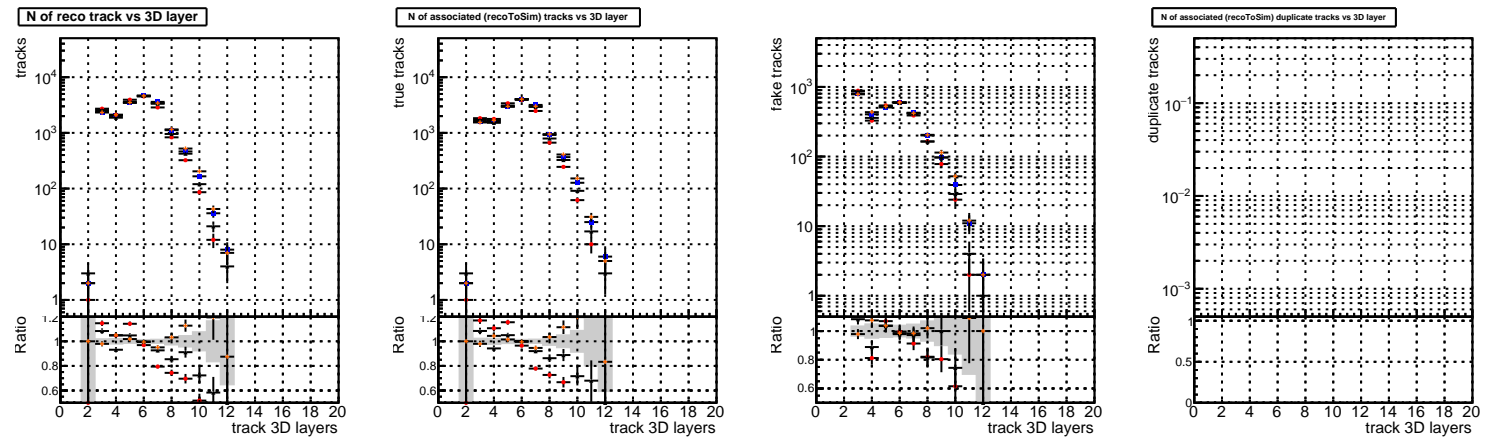 N of reco track vs 3D layer
tracks
10^4
10^3
10^2
10
1
Ratio
1.2
1
0.8
0.6
0 2 4 6 8 10 12 14 16 18 20
track 3D layers
N of associated (recoToSim) tracks vs 3D layer
true tracks
10^4
10^3
10^2
10
1
Ratio
1.2
1
0.8
0.6
0 2 4 6 8 10 12 14 16 18 20
track 3D layers
fake tracks
10^3
10^2
10
1
Ratio
1
0.8
0.6
0 2 4 6 8 10 12 14 16 18 20
track 3D layers
N of associated (recoToSim) duplicate tracks vs 3D layer
duplicate tracks
10^−1
10^−2
10^−3
Ratio
1
0.5
0
0 2 4 6 8 10 12 14 16 18 20
track 3D layers